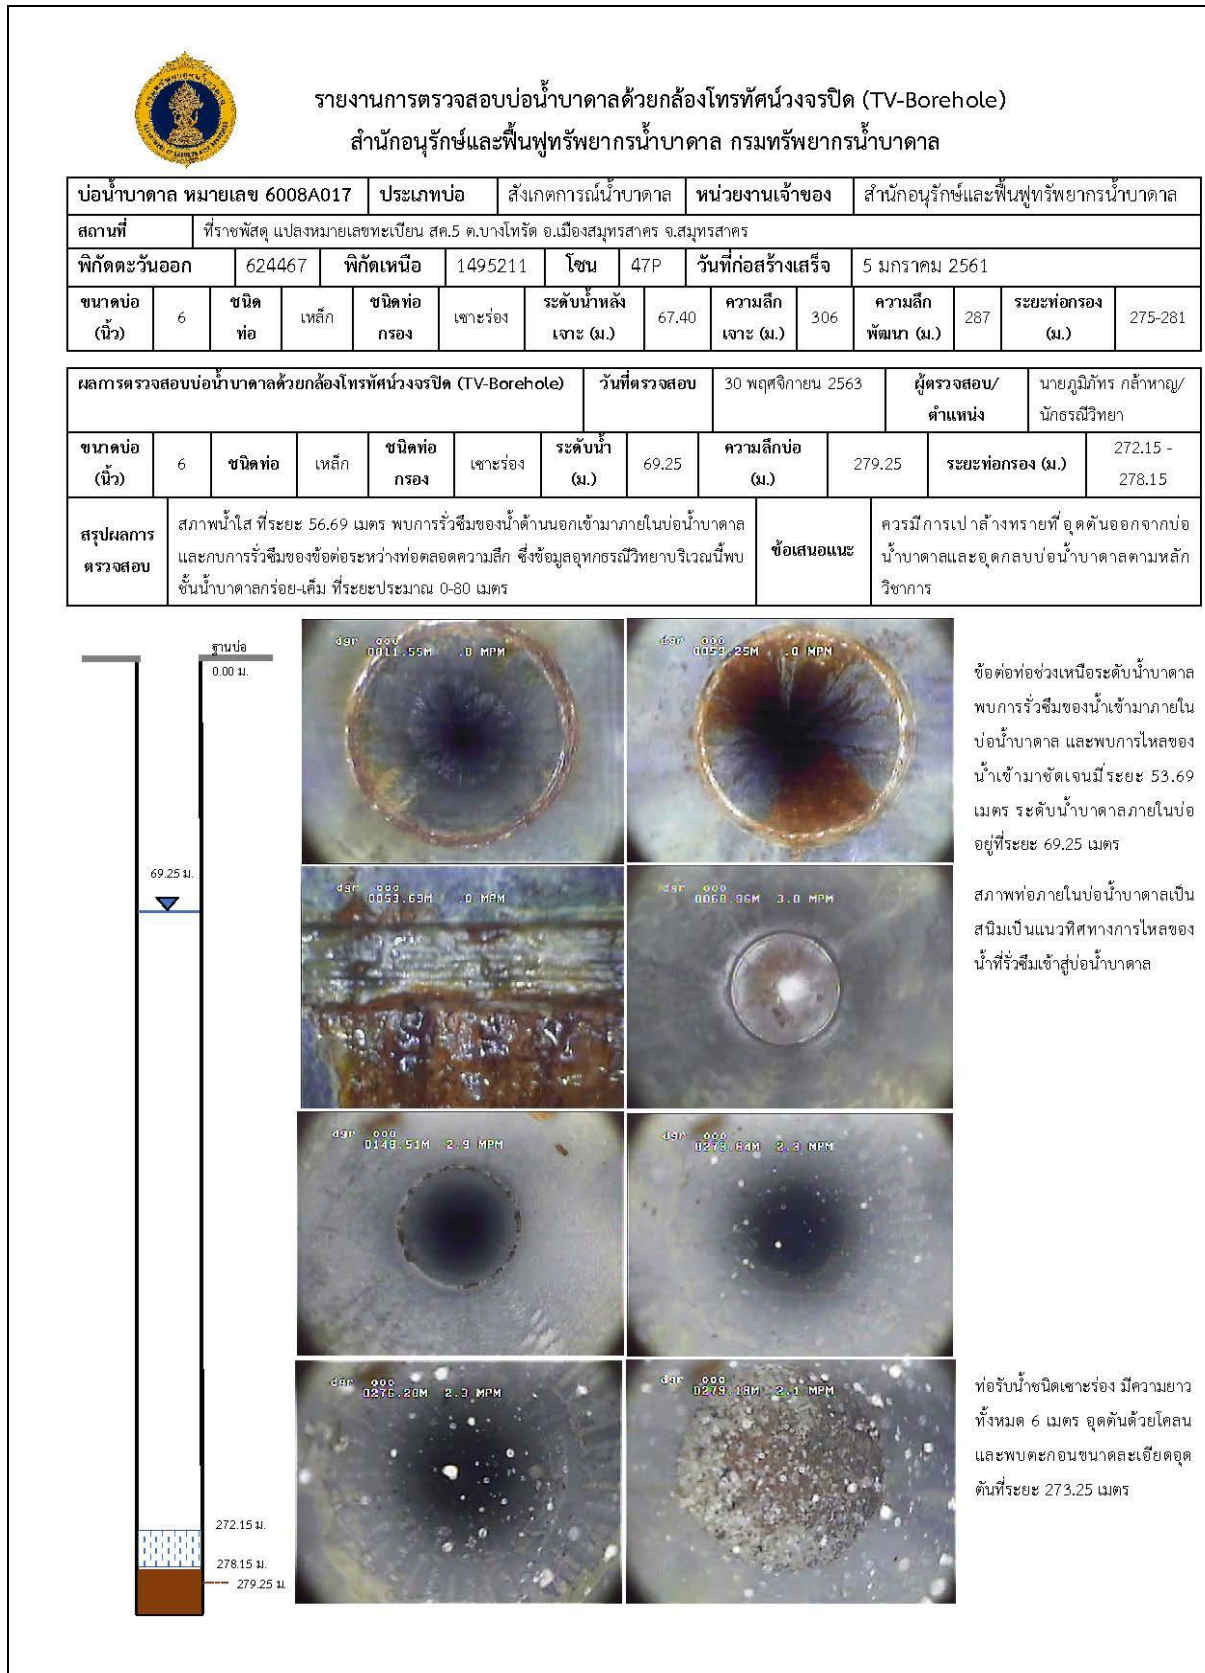 รายงานการตรวจสอบบ่อน้ำบาดาลด้วยกล้องโทรทัศน์วงจรปิด (TV-Borehole)
สำนักอนุรักษ์และฟื้นฟูทรัพยากรน้ำบาดาล กรมทรัพยากรน้ำบาดาล
บ่อน้ำบาดาล หมายเลข 6008A017 ประเภทบ่อ สังเกตการณ์น้ำบาดาล หน่วยงานเจ้าของ สำนักอนุรักษ์และฟื้นฟูทรัพยากรน้ำบาดาล
สถานที่ ที่ราชพัสดุ แปลงหมายเลขทะเบียน สค.5 ต.บางโทรัด อ.เมืองสมุทรสาคร จ.สมุทรสาคร
พิกัดตะวันออก 624467 พิกัดเหนือ 1495211 โซน 47P วันที่ก่อสร้างเสร็จ 5 มกราคม 2561
ขนาดบ่อ ชนิด ชนิดท่อ ระดับน้ำหลัง ความลึก ความลึก ระยะท่อกรอง
6 เหล็ก เซาะร่อง 67.40 306 287 275-281
(นิ้ว) ท่อ กรอง เจาะ (ม.) เจาะ (ม.) พัฒนา (ม.) (ม.)
ผลการตรวจสอบบ่อน้ำบาดาลด้วยกล้องโทรทัศน์วงจรปิด (TV-Borehole) วันที่ตรวจสอบ 30 พฤศจิกายน 2563 ผู้ตรวจสอบ/ นายภูมิภัทร กล้าหาญ/
ตำแหน่ง นักธรณีวิทยา
ขนาดบ่อ ชนิดท่อ ระดับน้ำ ความลึกบ่อ 272.15 -
6 ชนิดท่อ เหล็ก เซาะร่อง 69.25 279.25 ระยะท่อกรอง (ม.)
(นิ้ว) กรอง (ม.) (ม.) 278.15
สรุปผลการ
ตรวจสอบ
สภาพน้ำใส ที่ระยะ 56.69 เมตร พบการรั่วซึมของน้ำด้านนอกเข้ามาภายในบ่อน้ำบาดาล
และกบการรั่วซึมของข้อต่อระหว่างท่อตลอดความลึก ซึ่งข้อมูลอุทกธรณีวิทยาบริเวณนี้พบ
ชั้นน้ำบาดาลกร่อย-เค็ม ที่ระยะประมาณ 0-80 เมตร
ข้อเสนอแนะ
ควรมีการเป่าล้างทรายที่อุดตันออกจากบ่อ
น้ำบาดาลและอุดกลบบ่อน้ำบาดาลตามหลัก
วิชาการ
ฐานบ่อ
0.00 ม.
69.25 ม.
272.15 ม.
278.15 ม.
279.25 ม.
dgr 000
0011.55M .0 MPM
dgr 000
0053.25M .0 MPM
dgr 000
0053.69M .0 MPM
dgr 000
0068.96M 3.0 MPM
dgr 000
0148.51M 2.9 MPM
dgr 000
0273.64M 2.3 MPM
dgr 000
0276.28M 2.3 MPM
dgr 000
0279.18M 2.1 MPM
ข้อต่อท่อช่วงเหนือระดับน้ำบาดาล
พบการรั่วซึมของน้ำเข้ามาภายใน
บ่อน้ำบาดาล และพบการไหลของ
น้ำเข้ามาชัดเจนมี่ระยะ 53.69
เมตร ระดับน้ำบาดาลภายในบ่อ
อยู่ที่ระยะ 69.25 เมตร
สภาพท่อภายในบ่อน้ำบาดาลเป็น
สนิมเป็นแนวทิศทางการไหลของ
น้ำที่รั่วซึมเข้าสู่บ่อน้ำบาดาล
ท่อรับน้ำชนิดเซาะร่อง มีความยาว
ทั้งหมด 6 เมตร อุดตันด้วยโคลน
และพบตะกอนขนาดละเอียดอุด
ตันที่ระยะ 273.25 เมตร